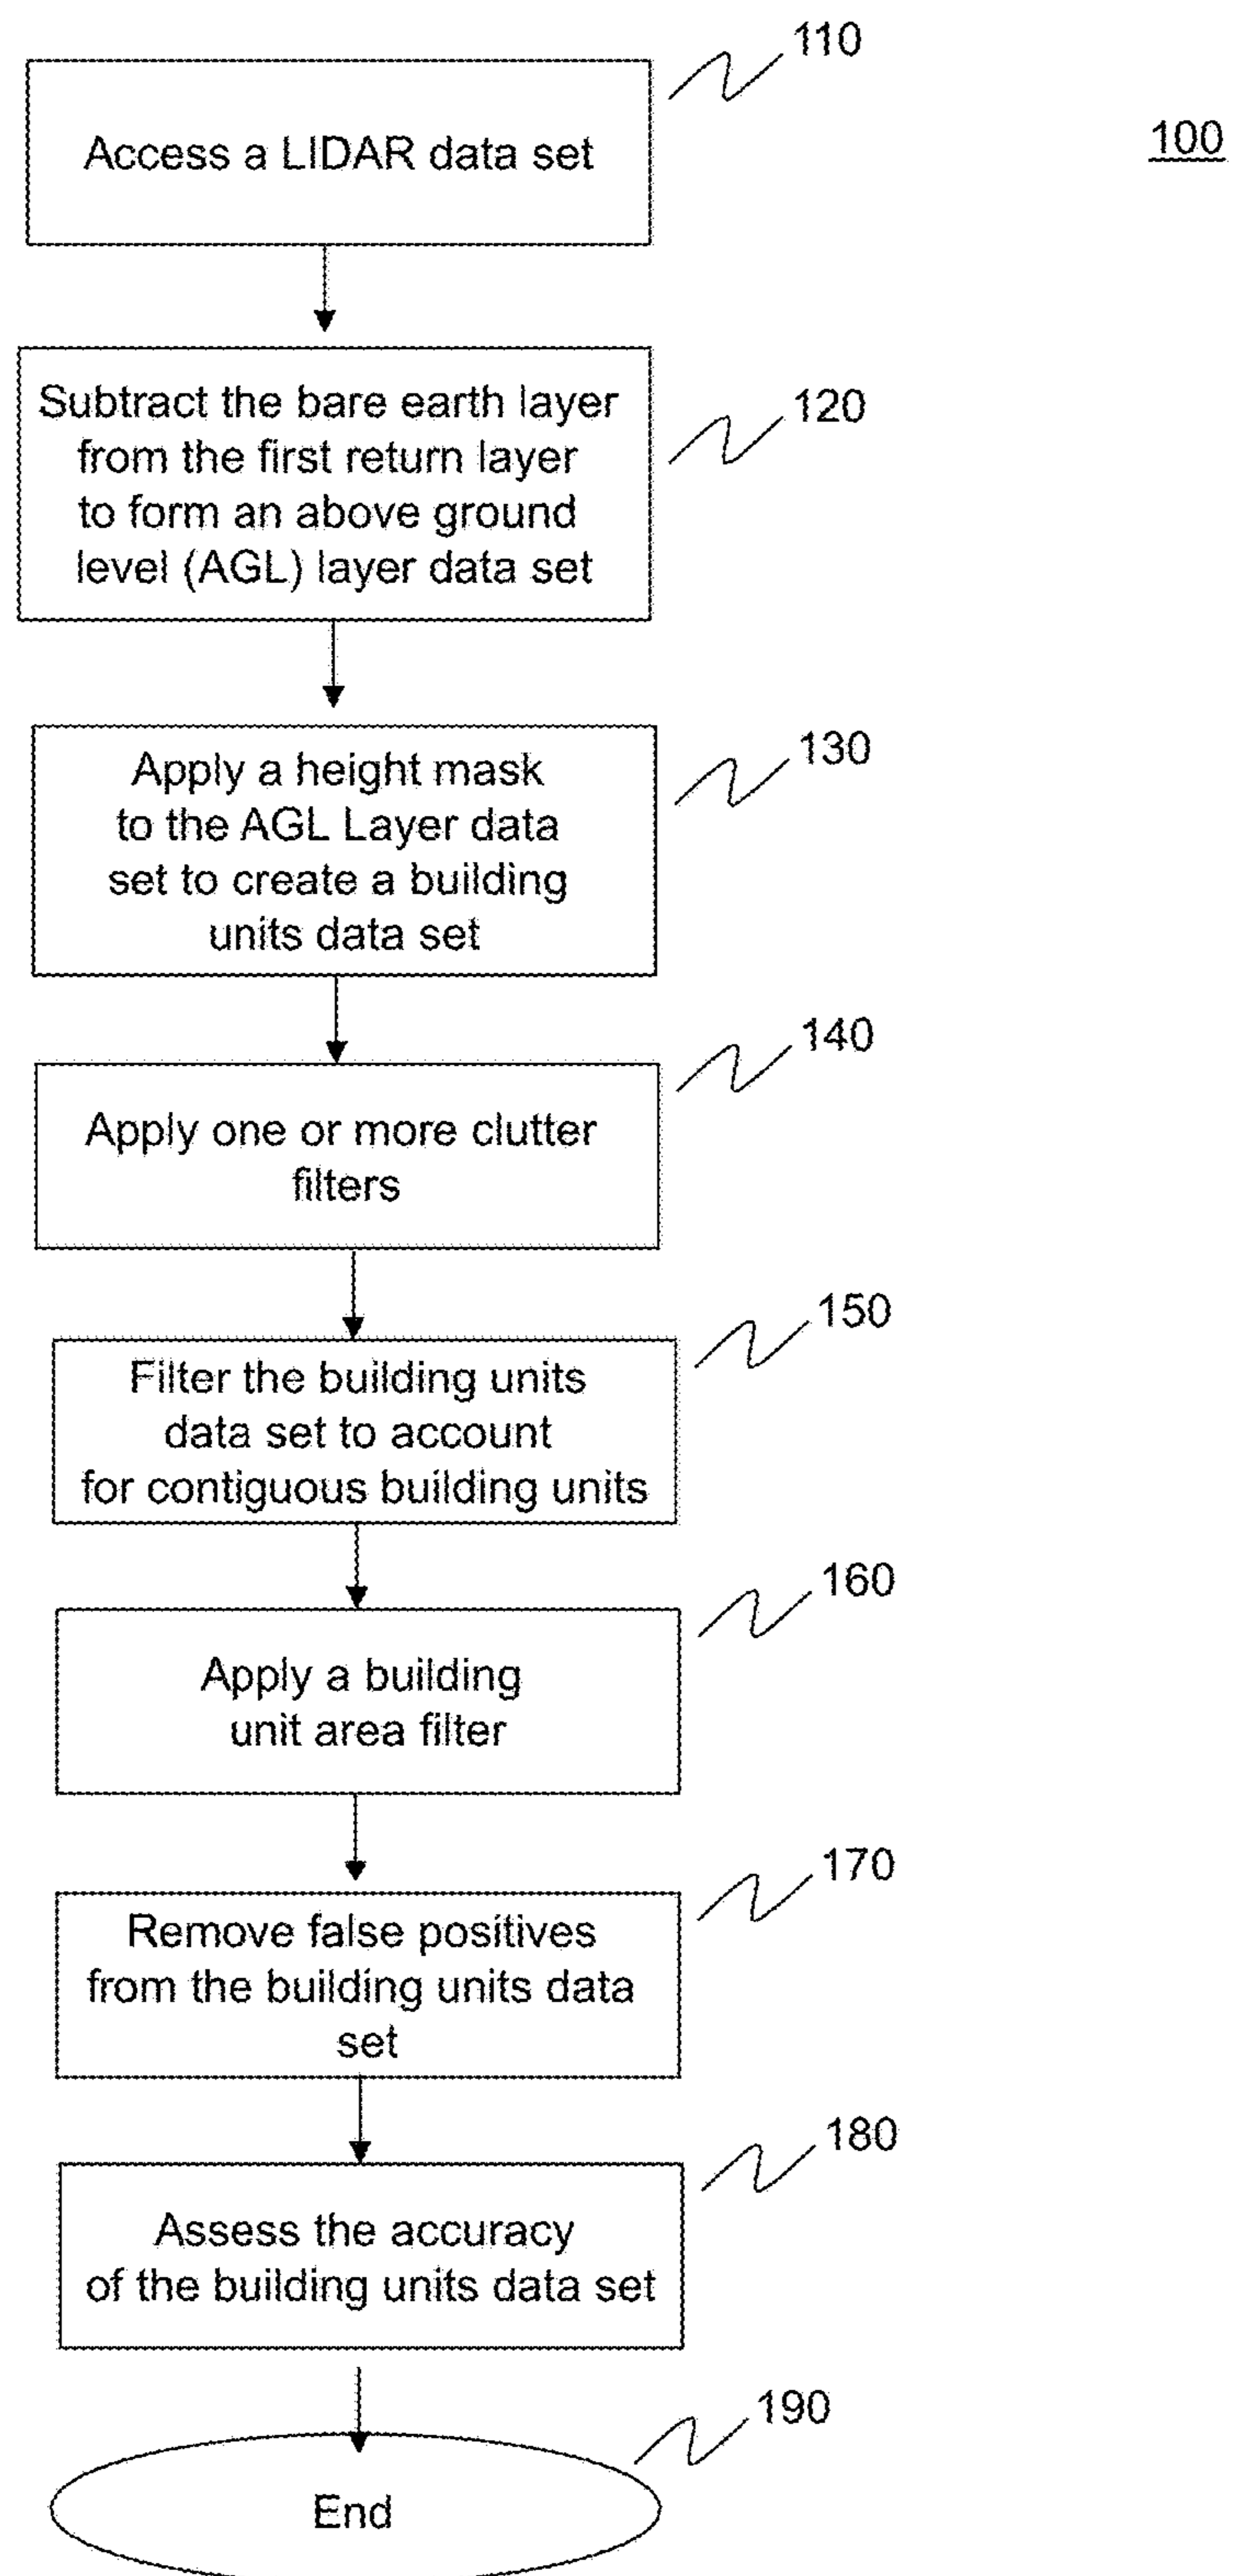 110
100
Access a LIDAR data set
120
Subtract the bare earth layer
from the first return layer
to form an above ground
level (AGL) layer data set
130
Apply a height mask
to the AGL Layer data
set to create a building
units data set
140
Apply one or more clutter
filters
150
Filter the building units
data set to account
for contiguous building units
160
Apply a building
unit area filter
170
Remove false positives
from the building units data
set
180
Assess the accuracy
of the building units data set
190
End